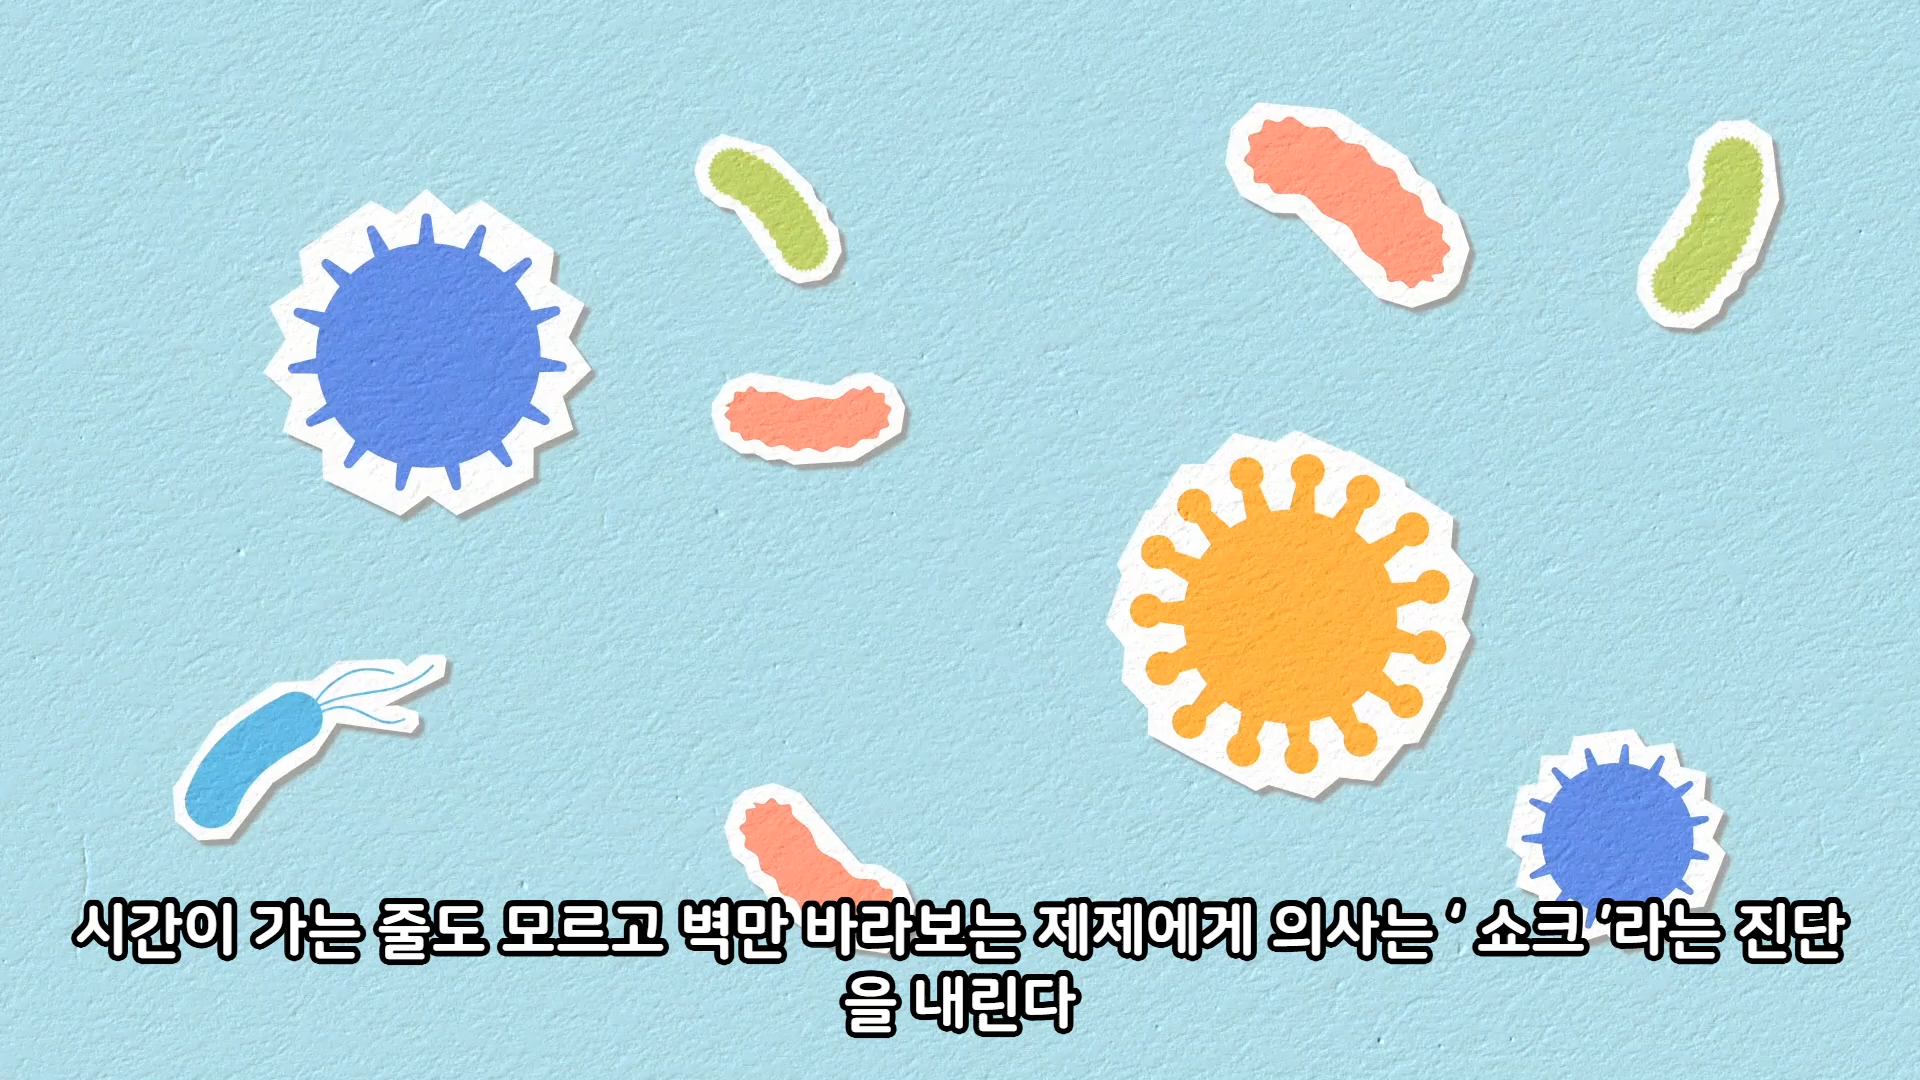 시간이 가는 줄도 모르고 벽만 바라보는 제제에게 의사는 ‘ 쇼크 ‘라는 진단
을 내린다